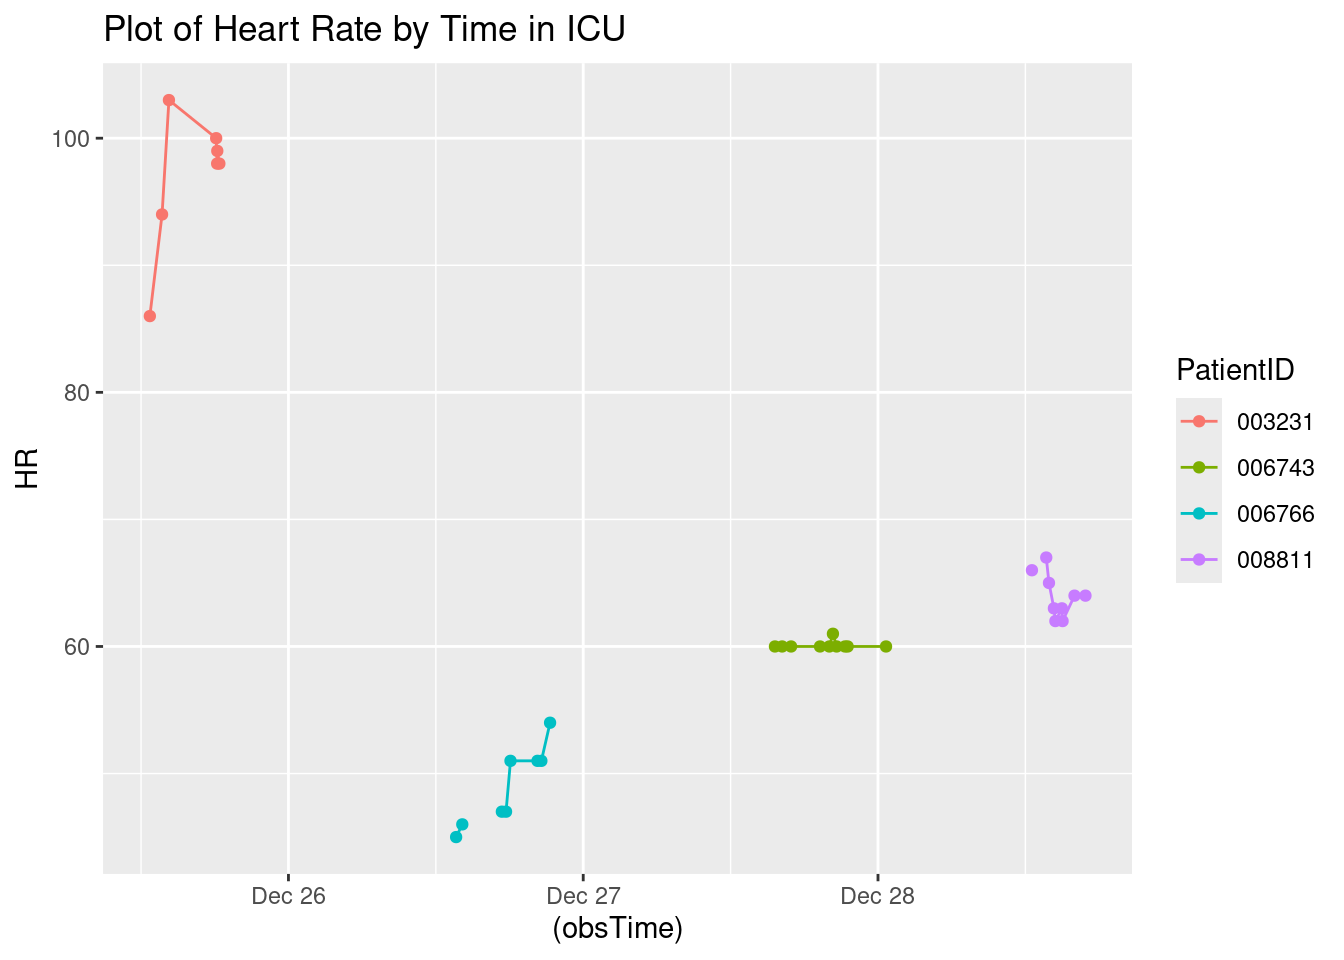 Plot of Heart Rate by Time in ICU
100
80
60
HR
Dec 26
Dec 27
Dec 28
(obsTime)
PatientID
003231
006743
006766
008811